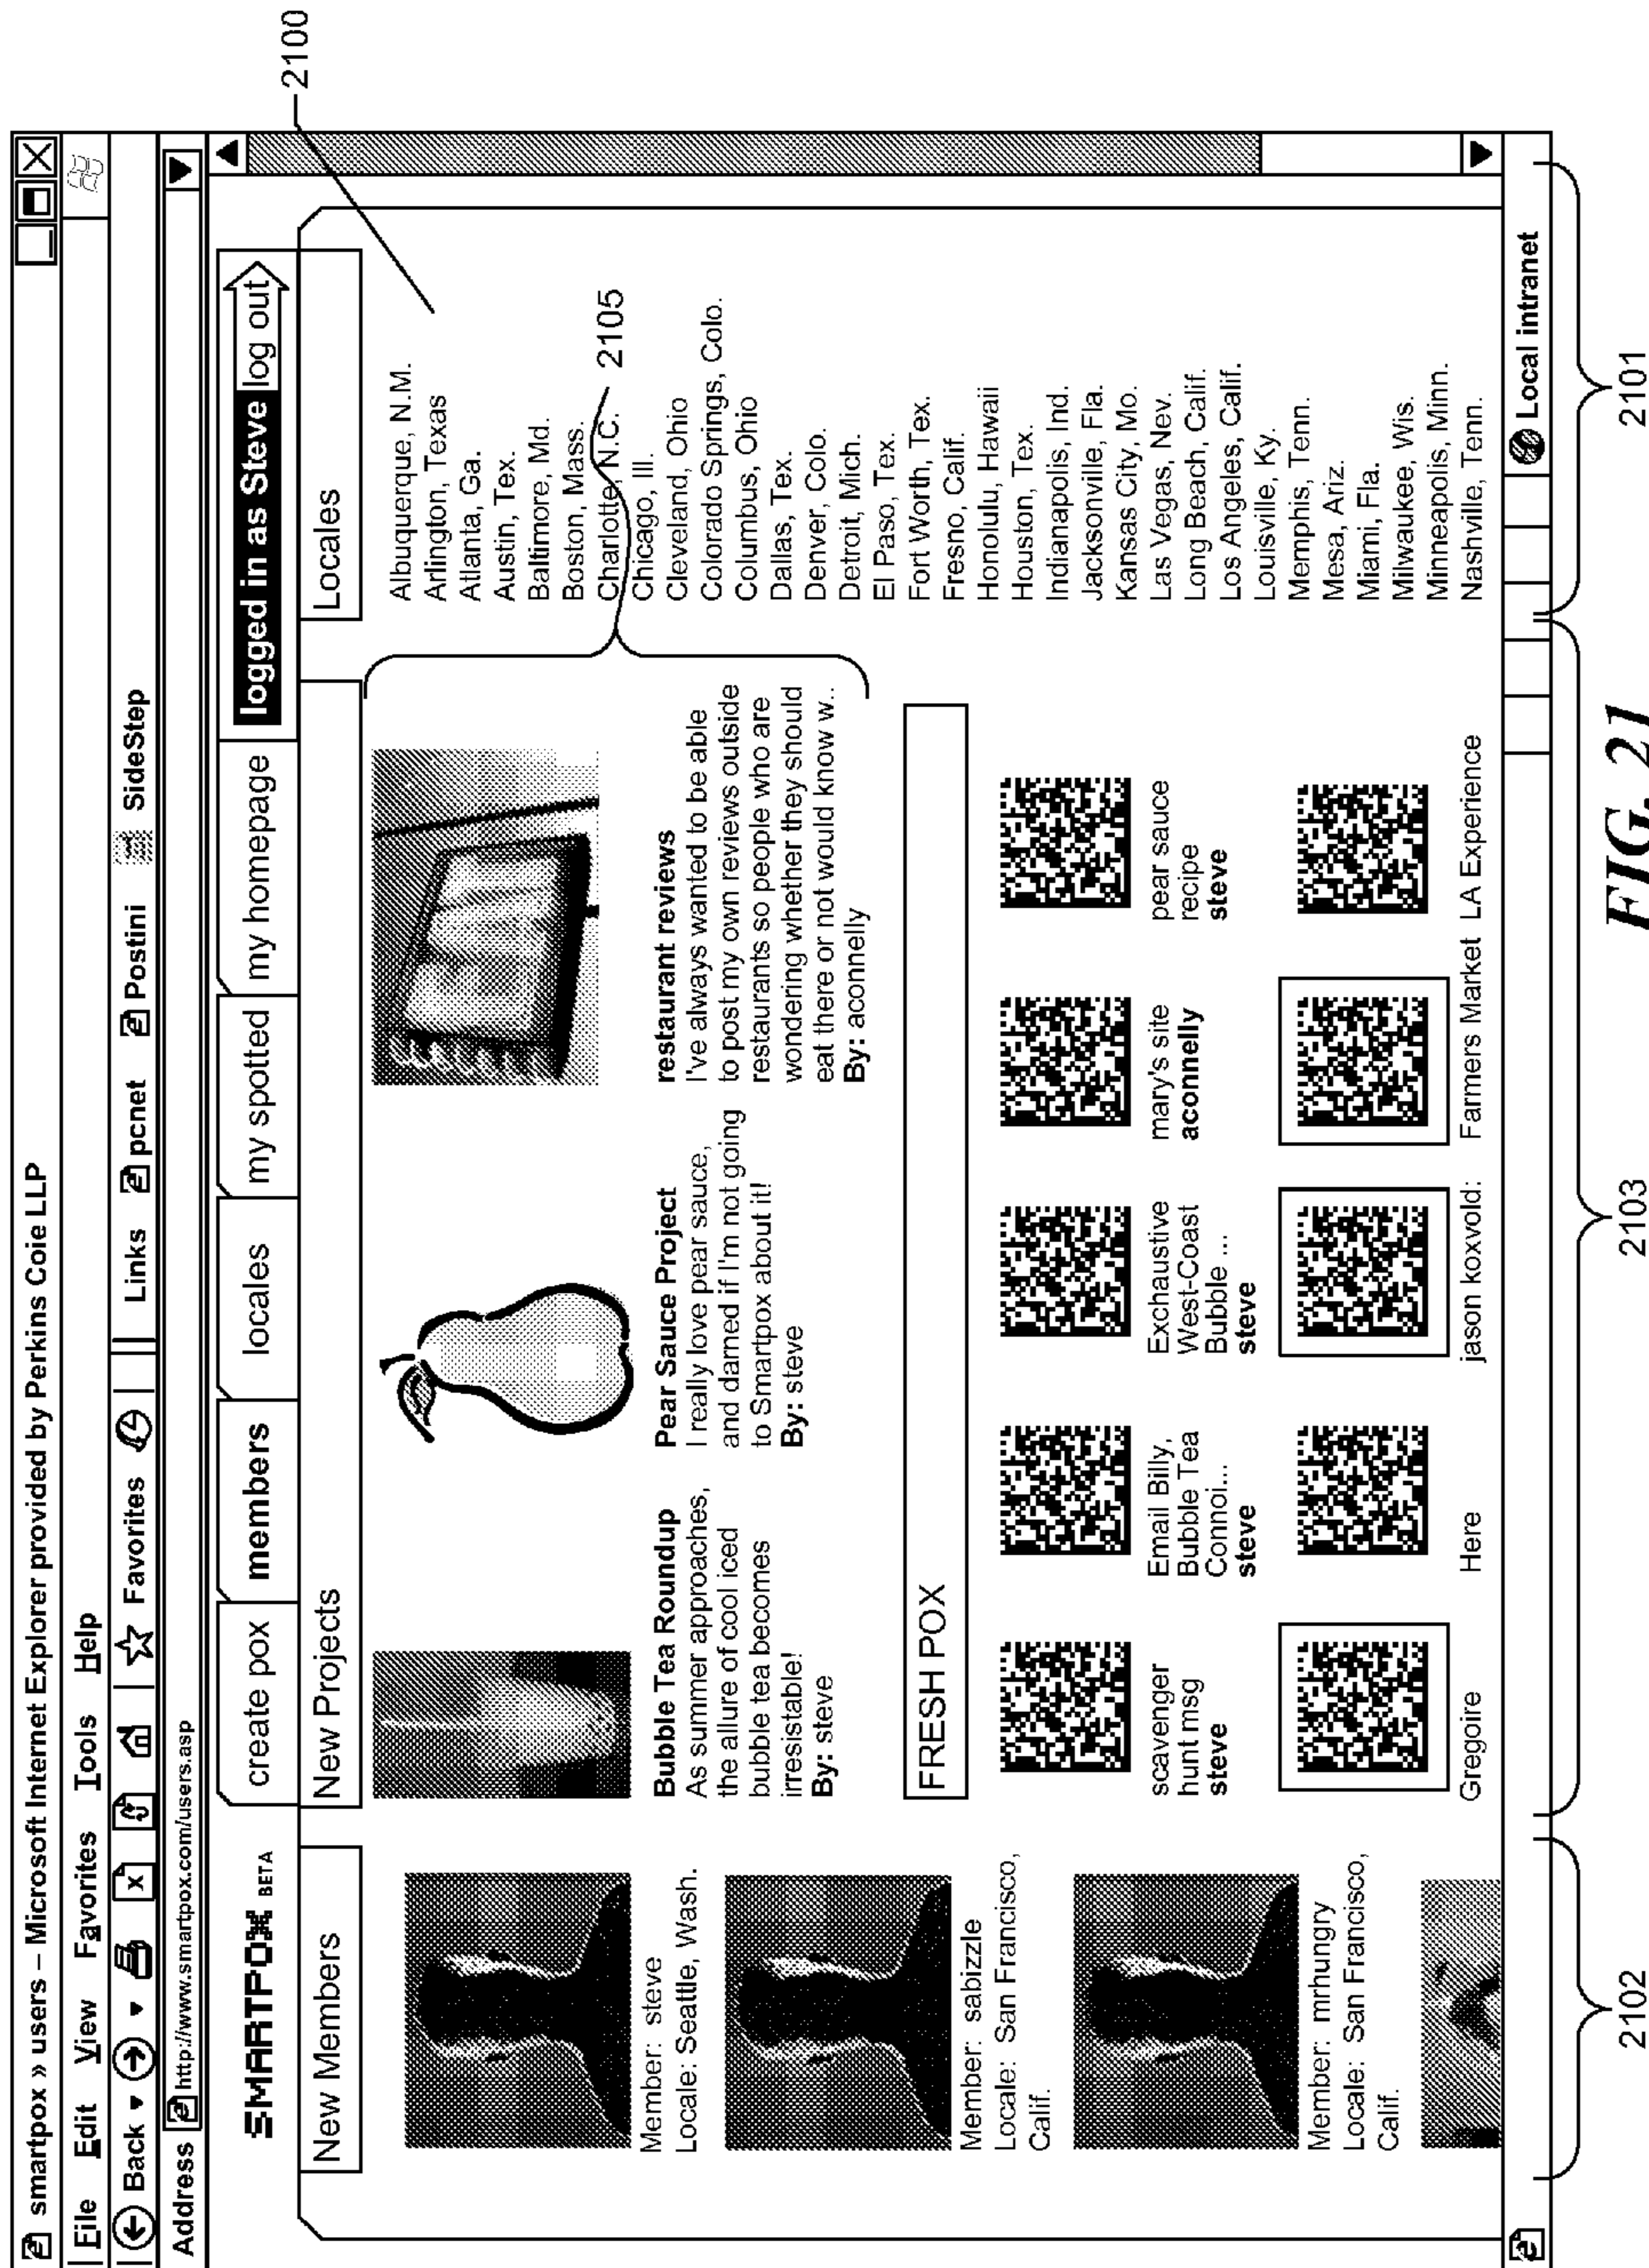 smartpox » users – Microsoft Internet Explorer provided by Perkins Coie LLP
File Edit View Favorites Tools Help
Back Favorites Links pcnet Postini SideStep
Address http://www.smartpox.com/users.asp
SMARTPOX BETA
create pox members locales my spotted my homepage logged in as Steve log out
New Members
Member: steve
Locale: Seattle, Wash.
Member: sabizzle
Locale: San Francisco,
Calif.
Member: mrhungry
Locale: San Francisco,
Calif.
New Projects
Bubble Tea Roundup
As summer approaches,
the allure of cool iced
bubble tea becomes
irresistable!
By: steve
Pear Sauce Project
I really love pear sauce,
and darned if I'm not going
to Smartpox about it!
By: steve
restaurant reviews
I've always wanted to be able
to post my own reviews outside
restaurants so people who are
wondering whether they should
eat there or not would know w..
By: aconnelly
FRESH POX
scavenger
hunt msg
steve
Email Billy,
Bubble Tea
Connoi...
steve
Exchaustive
West-Coast
Bubble ...
steve
mary's site
aconnelly
pear sauce
recipe
steve
Gregoire
Here
jason koxvold:
Farmers Market
LA Experience
Locales
Albuquerque, N.M.
Arlington, Texas
Atlanta, Ga.
Austin, Tex.
Baltimore, Md.
Boston, Mass.
Charlotte, N.C.
Chicago, Ill.
Cleveland, Ohio
Colorado Springs, Colo.
Columbus, Ohio
Dallas, Tex.
Denver, Colo.
Detroit, Mich.
El Paso, Tex.
Fort Worth, Tex.
Fresno, Calif.
Honolulu, Hawaii
Houston, Tex.
Indianapolis, Ind.
Jacksonville, Fla.
Kansas City, Mo.
Las Vegas, Nev.
Long Beach, Calif.
Los Angeles, Calif.
Louisville, Ky.
Memphis, Tenn.
Mesa, Ariz.
Miami, Fla.
Milwaukee, Wis.
Minneapolis, Minn.
Nashville, Tenn.
Local intranet
2100
2105
2102
2103
2101
FIG. 21